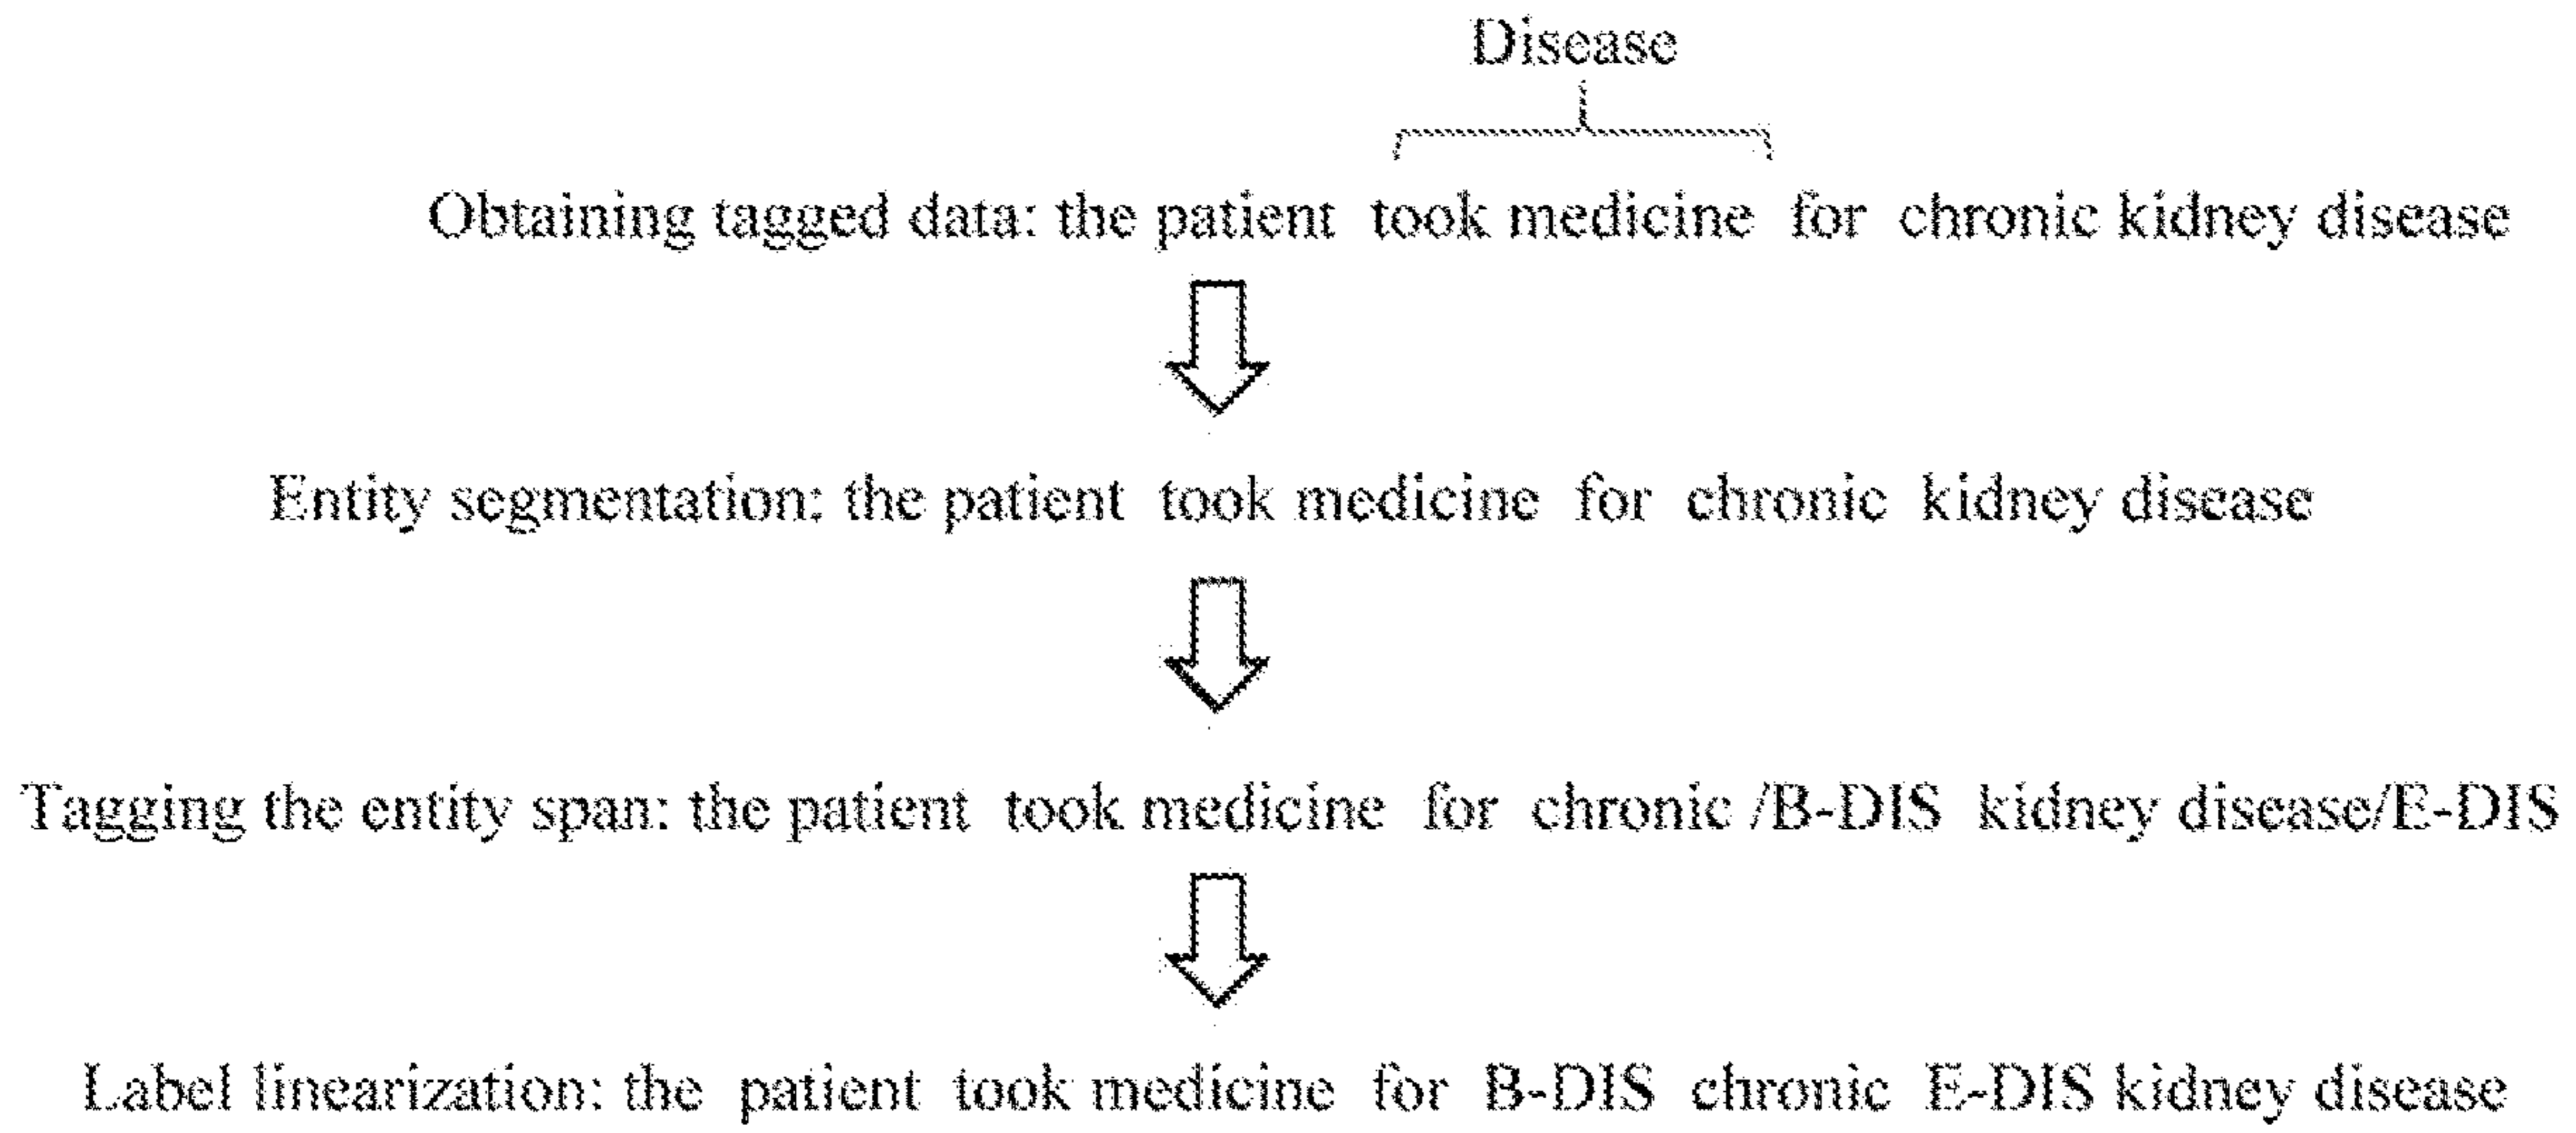 Disease
Obtaining tagged data: the patient took medicine for chronic kidney disease
Entity segmentation: the patient took medicine for chronic kidney disease
Tagging the entity span: the patient took medicine for chronic /B-DIS kidney disease/E-DIS
Label linearization: the patient took medicine for B-DIS chronic E-DIS kidney disease